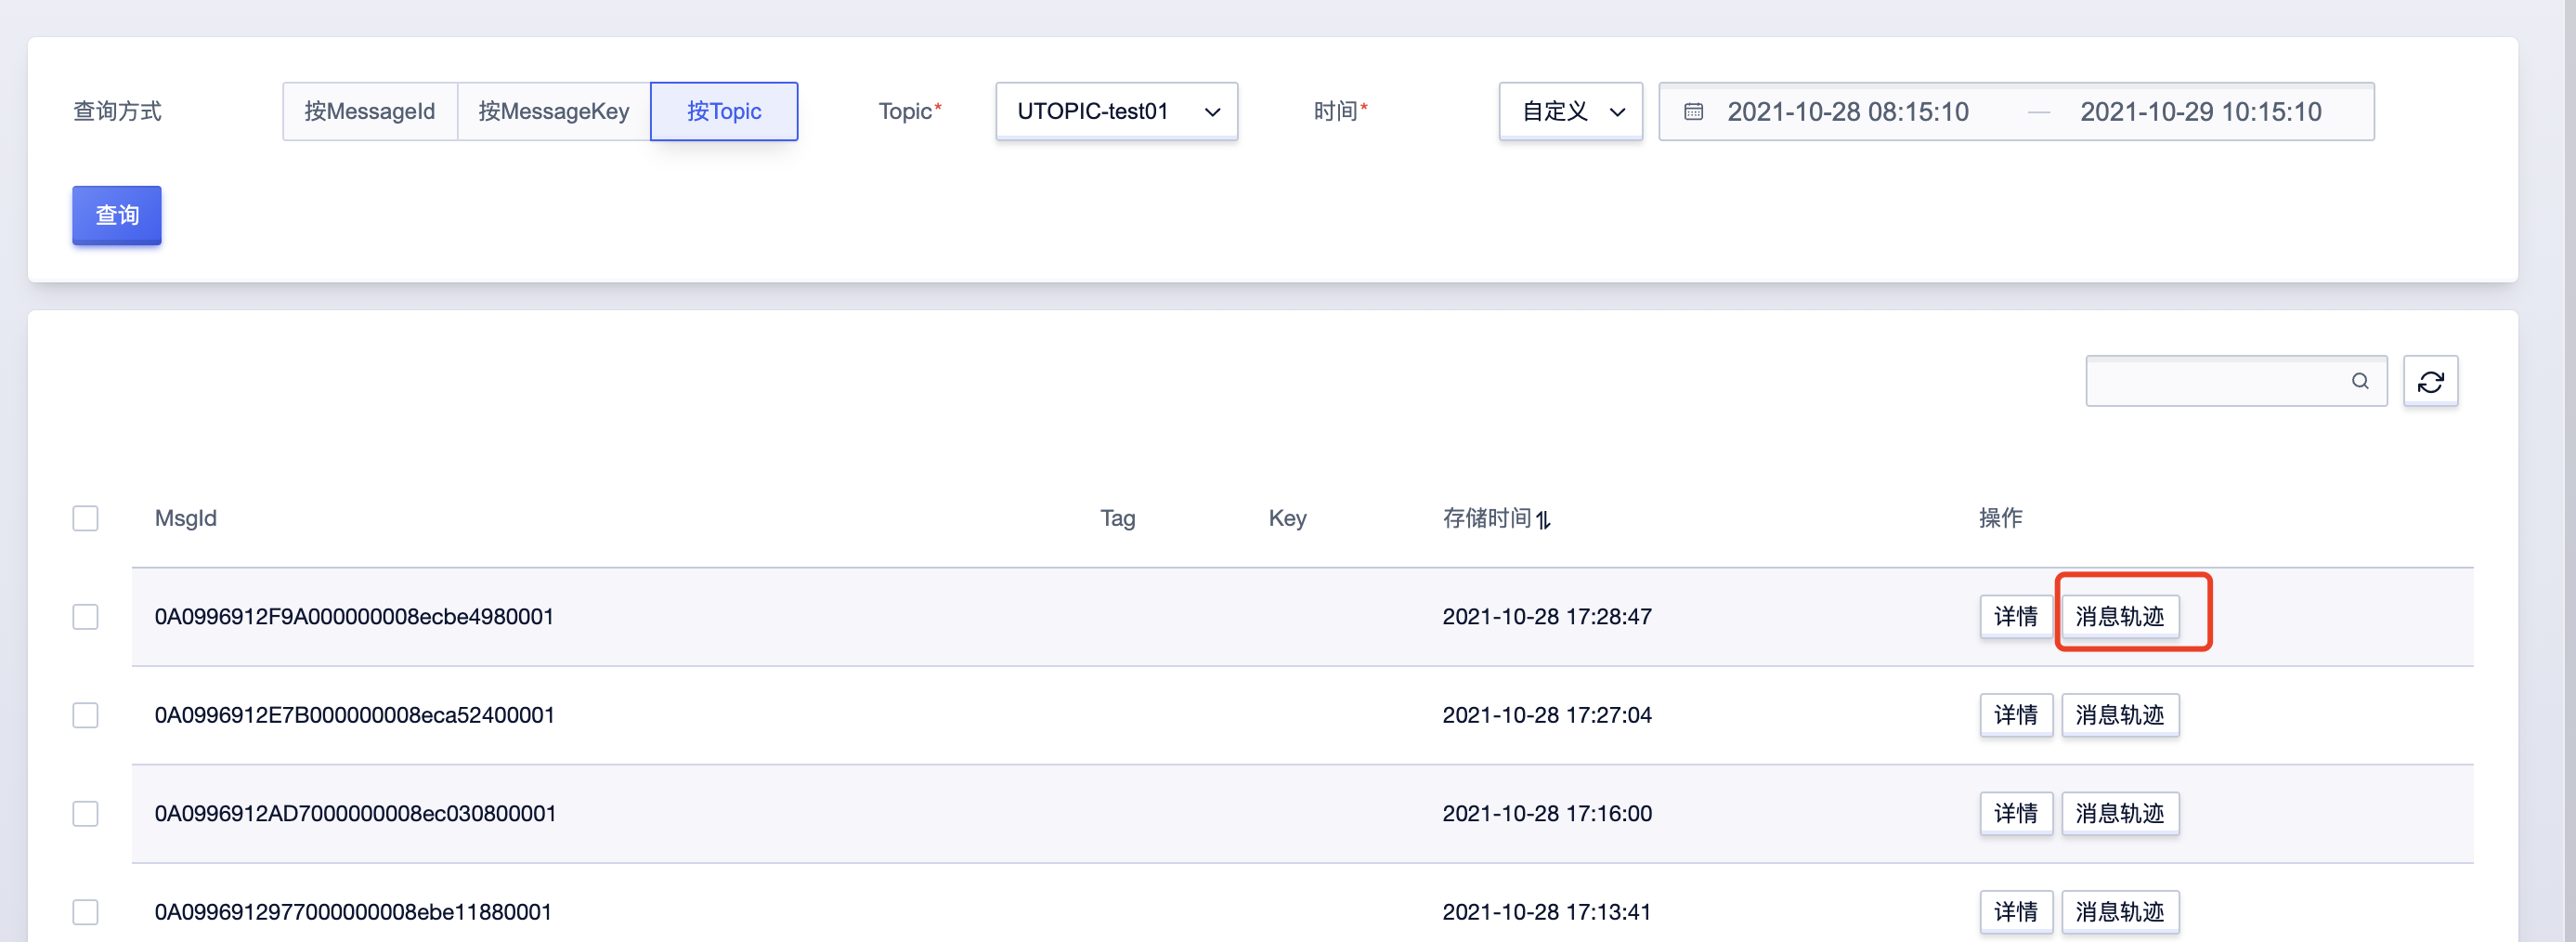 查询方式 按MessageId 按MessageKey 按Topic Topic* UTOPIC-test01 时间* 自定义 2021-10-28 08:15:10 — 2021-10-29 10:15:10
查询
MsgId Tag Key 存储时间 操作
0A0996912F9A000000008ecbe4980001 2021-10-28 17:28:47 详情 消息轨迹
0A0996912E7B000000008eca52400001 2021-10-28 17:27:04 详情 消息轨迹
0A0996912AD7000000008ec030800001 2021-10-28 17:16:00 详情 消息轨迹
0A0996912977000000008ebe11880001 2021-10-28 17:13:41 详情 消息轨迹